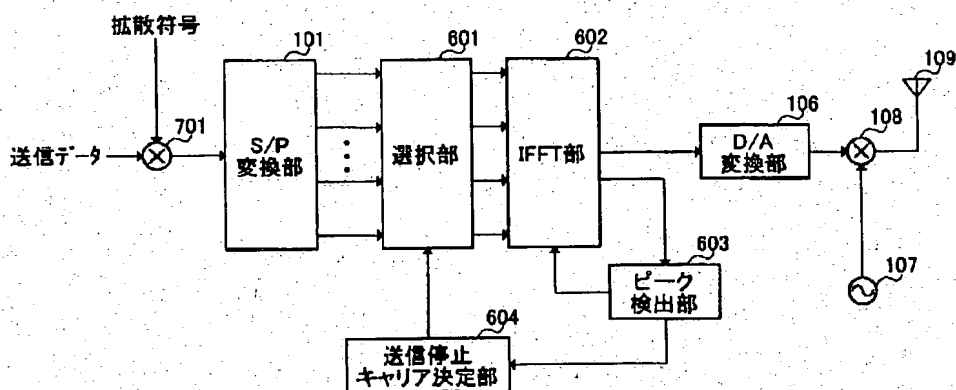 拡散符号
送信データ
701
101
S/P
変換部
601
選択部
602
IFFT部
106
D/A
変換部
108
109
107
603
ピーク
検出部
604
送信停止
キャリア決定部